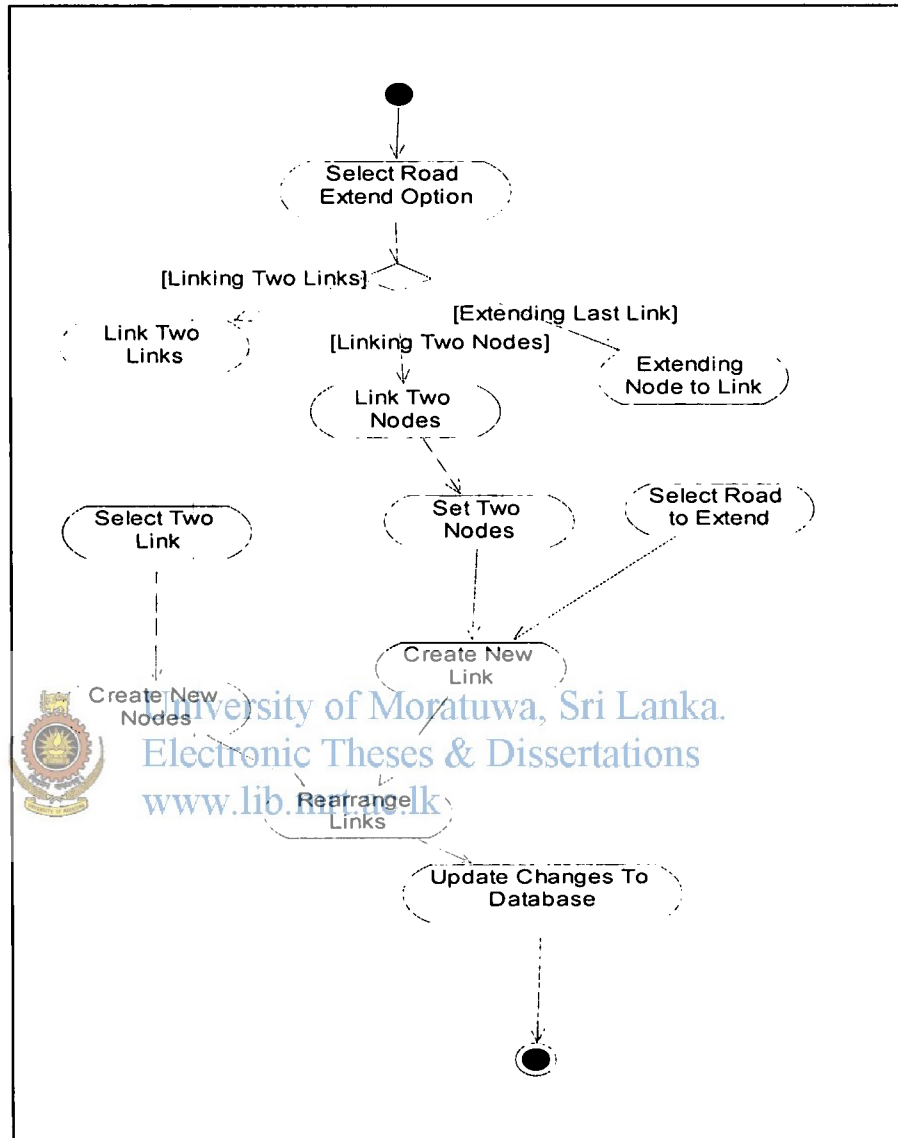 Select Road
Extend Option
[Linking Two Links]
[Extending Last Link]
[Linking Two Nodes]
Link Two
Links
Extending
Node to Link
Link Two
Nodes
Select Two
Link
Set Two
Nodes
Select Road
to Extend
Create New
Link
Create New
Nodes
University of Moratuwa, Sri Lanka.
Electronic Theses & Dissertations
www.lib.mrt.ac.lk
Rearrange
Links
Update Changes To
Database